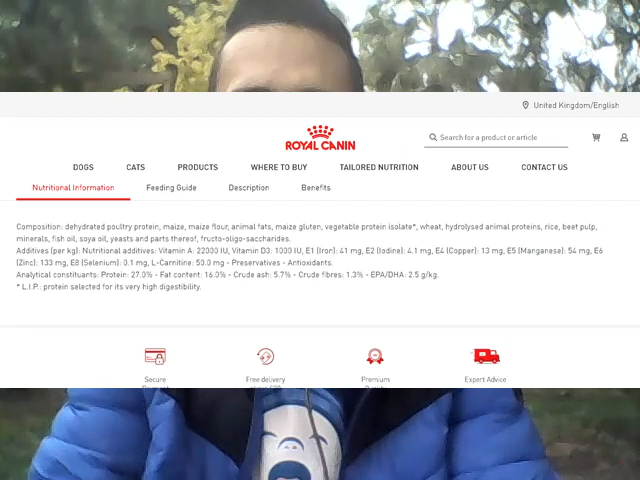 United Kingdom/English
ROYAL CANIN
Search for a product or article
DOGS CATS PRODUCTS WHERE TO BUY TAILORED NUTRITION ABOUT US CONTACT US
Nutritional Information Feeding Guide Description Benefits
Composition: dehydrated poultry protein, maize, maize flour, animal fats, maize gluten, vegetable protein isolate*, wheat, hydrolysed animal proteins, rice, beet pulp,
minerals, fish oil, soya oil, yeasts and parts thereof, fructo-oligo-saccharides.
Additives (per kg): Nutritional additives: Vitamin A: 22000 IU, Vitamin D3: 1000 IU, E1 (Iron): 41 mg, E2 (Iodine): 4.1 mg, E4 (Copper): 13 mg, E5 (Manganese): 54 mg, E6
(Zinc): 133 mg, E8 (Selenium): 0.1 mg, L-Carnitine: 50.0 mg - Preservatives - Antioxidants.
Analytical constituents: Protein: 27.0% - Fat content: 16.0% - Crude ash: 5.7% - Crude fibres: 1.3% - EPA/DHA: 2.5 g/kg.
* L.I.P.: protein selected for its very high digestibility.
Secure Free delivery Premium Expert Advice